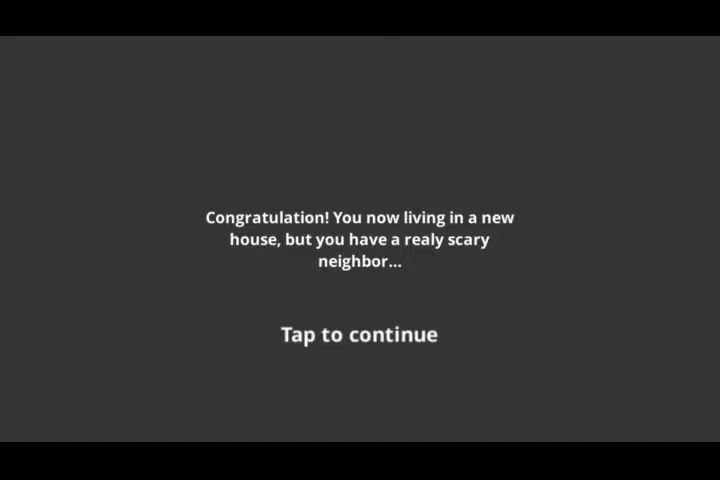 Congratulation! You now living in a new
house, but you have a realy scary
neighbor...
Tap to continue